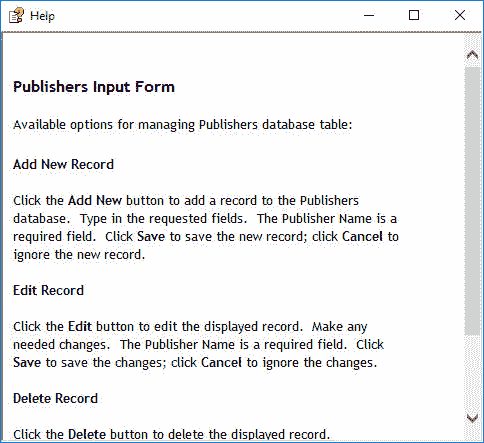 Help
Publishers Input Form
Available options for managing Publishers database table:
Add New Record
Click the Add New button to add a record to the Publishers
database.  Type in the requested fields.  The Publisher Name is a
required field.  Click Save to save the new record; click Cancel to
ignore the new record.
Edit Record
Click the Edit button to edit the displayed record.  Make any
needed changes.  The Publisher Name is a required field.  Click
Save to save the changes; click Cancel to ignore the changes.
Delete Record
Click the Delete button to delete the displayed record.